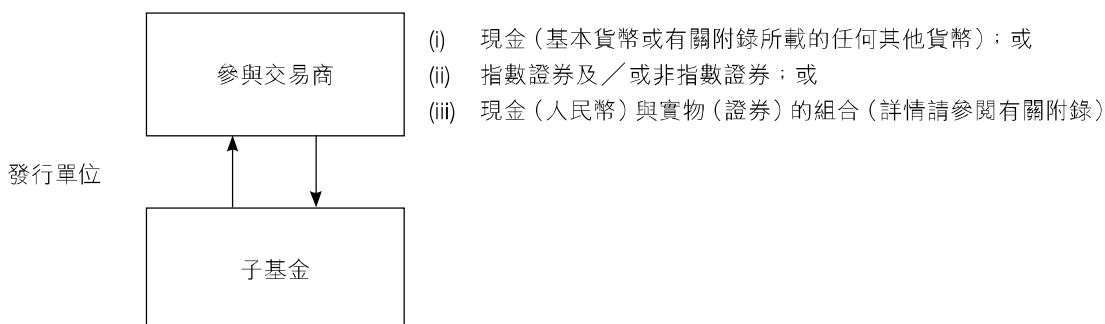 參與交易商
(i) 現金（基本貨幣或有關附錄所載的任何其他貨幣）；或
(ii) 指數證券及／或非指數證券；或
(iii) 現金（人民幣）與實物（證券）的組合（詳情請參閱有關附錄）
發行單位
子基金